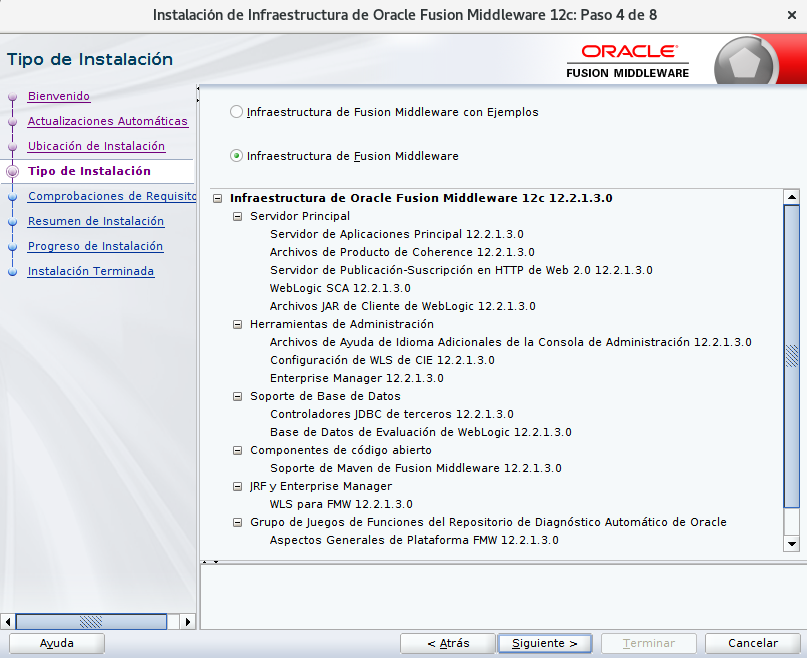 Instalación de Infraestructura de Oracle Fusion Middleware 12c: Paso 4 de 8
Tipo de Instalación
ORACLE
FUSION MIDDLEWARE
Bienvenido
Actualizaciones Automáticas
Ubicación de Instalación
Tipo de Instalación
Comprobaciones de Requisito
Resumen de Instalación
Progreso de Instalación
Instalación Terminada
Infraestructura de Fusion Middleware con Ejemplos
Infraestructura de Fusion Middleware
Infraestructura de Oracle Fusion Middleware 12c 12.2.1.3.0
Servidor Principal
Servidor de Aplicaciones Principal 12.2.1.3.0
Archivos de Producto de Coherence 12.2.1.3.0
Servidor de Publicación-Suscripción en HTTP de Web 2.0 12.2.1.3.0
WebLogic SCA 12.2.1.3.0
Archivos JAR de Cliente de WebLogic 12.2.1.3.0
Herramientas de Administración
Archivos de Ayuda de Idioma Adicionales de la Consola de Administración 12.2.1.3.0
Configuración de WLS de CIE 12.2.1.3.0
Enterprise Manager 12.2.1.3.0
Soporte de Base de Datos
Controladores JDBC de terceros 12.2.1.3.0
Base de Datos de Evaluación de WebLogic 12.2.1.3.0
Componentes de código abierto
Soporte de Maven de Fusion Middleware 12.2.1.3.0
JRF y Enterprise Manager
WLS para FMW 12.2.1.3.0
Grupo de Juegos de Funciones del Repositorio de Diagnóstico Automático de Oracle
Aspectos Generales de Plataforma FMW 12.2.1.3.0
Ayuda
< Atrás
Siguiente >
Terminar
Cancelar